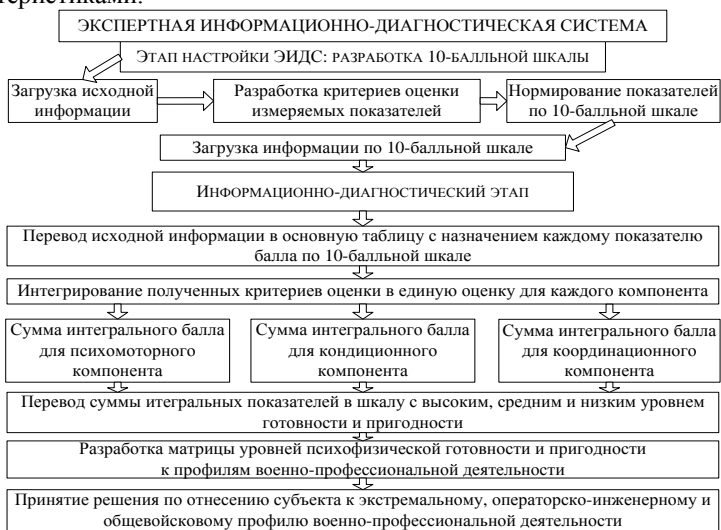 теристиками.
ЭКСПЕРТНАЯ ИНФОРМАЦИОННО-ДИАГНОСТИЧЕСКАЯ СИСТЕМА
ЭТАП НАСТРОЙКИ ЭИДС: РАЗРАБОТКА 10-БАЛЛЬНОЙ ШКАЛЫ
Загрузка исходной
информации
Разработка критериев оценки
измеряемых показателей
Нормирование показателей
по 10-балльной шкале
Загрузка информации по 10-балльной шкале
ИНФОРМАЦИОННО-ДИАГНОСТИЧЕСКИЙ ЭТАП
Перевод исходной информации в основную таблицу с назначением каждому показателю
балла по 10-балльной шкале
Интегрирование полученных критериев оценки в единую оценку для каждого компонента
Сумма интегрального балла
для психомоторного
компонента
Сумма интегрального балла
для кондиционного
компонента
Сумма интегрального балла
для координационного
компонента
Перевод суммы итегральных показателей в шкалу с высоким, средним и низким уровнем
готовности и пригодности
Разработка матрицы уровней психофизической готовности и пригодности
к профилям военно-профессиональной деятельности
Принятие решения по отнесению субъекта к экстремальному, операторско-инженерному и
общевойсковому профилю военно-профессиональной деятельности